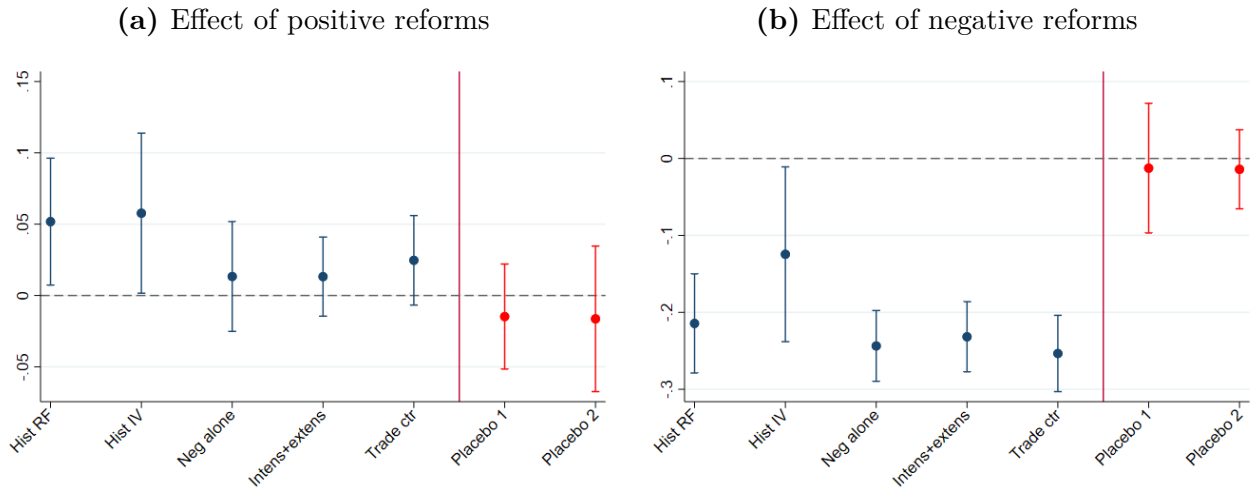 (a) Effect of positive reforms
.15
.1
.05
0
-.05
Hist RF
Hist IV
Neg alone
Intens+extens
Trade ctr
Placebo 1
Placebo 2
(b) Effect of negative reforms
.1
0
-.1
-.2
-.3
Hist RF
Hist IV
Neg alone
Intens+extens
Trade ctr
Placebo 1
Placebo 2